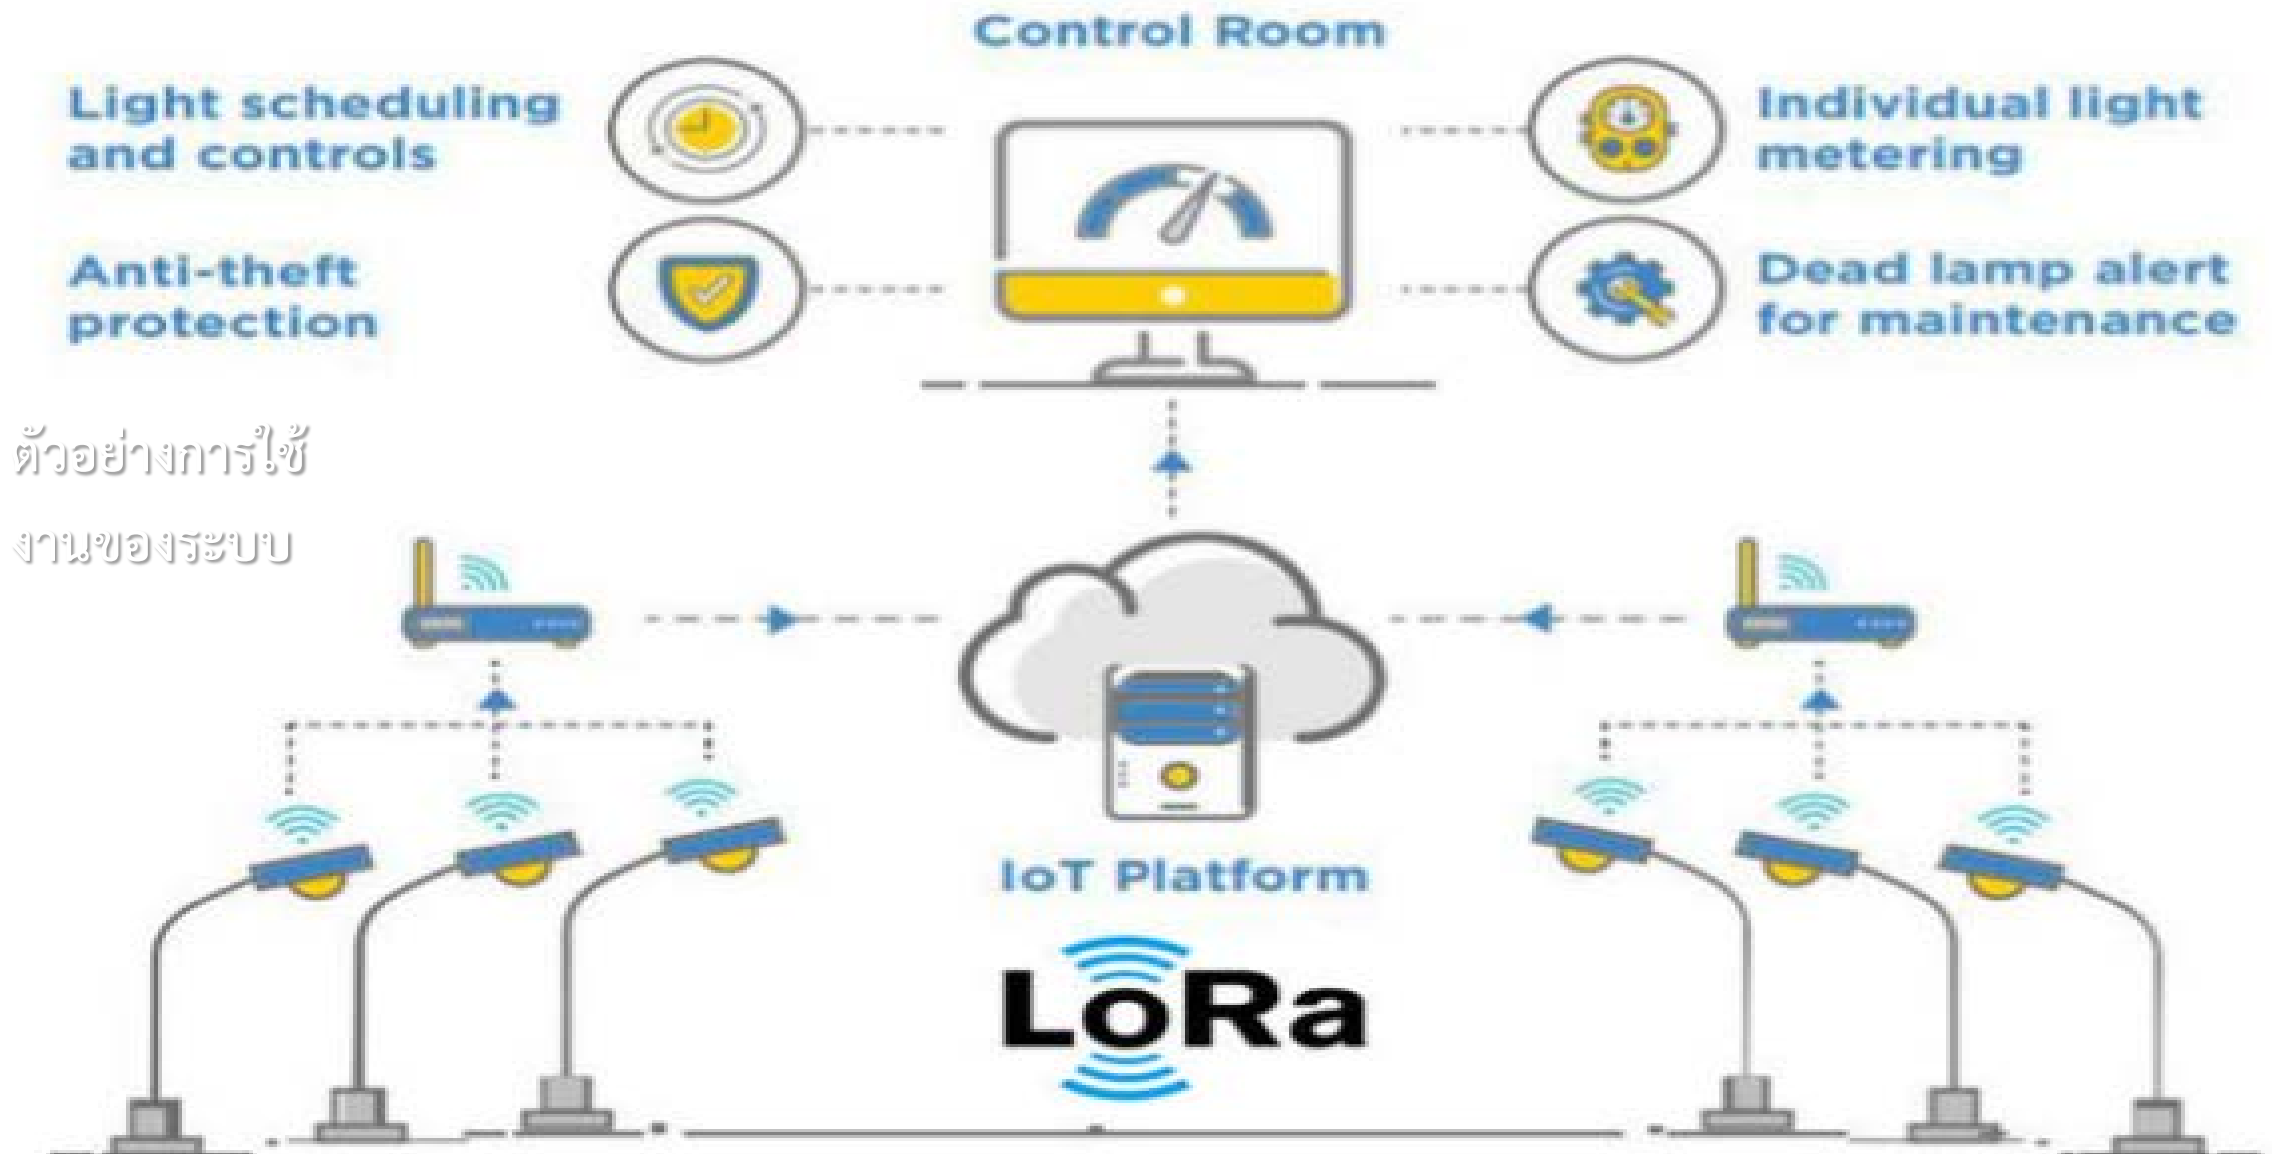 Control Room
Light scheduling
and controls
Individual light
metering
Anti-theft
protection
Dead lamp alert
for maintenance
ตัวอย่างการใช้
งานของระบบ
IoT Platform
LoRa